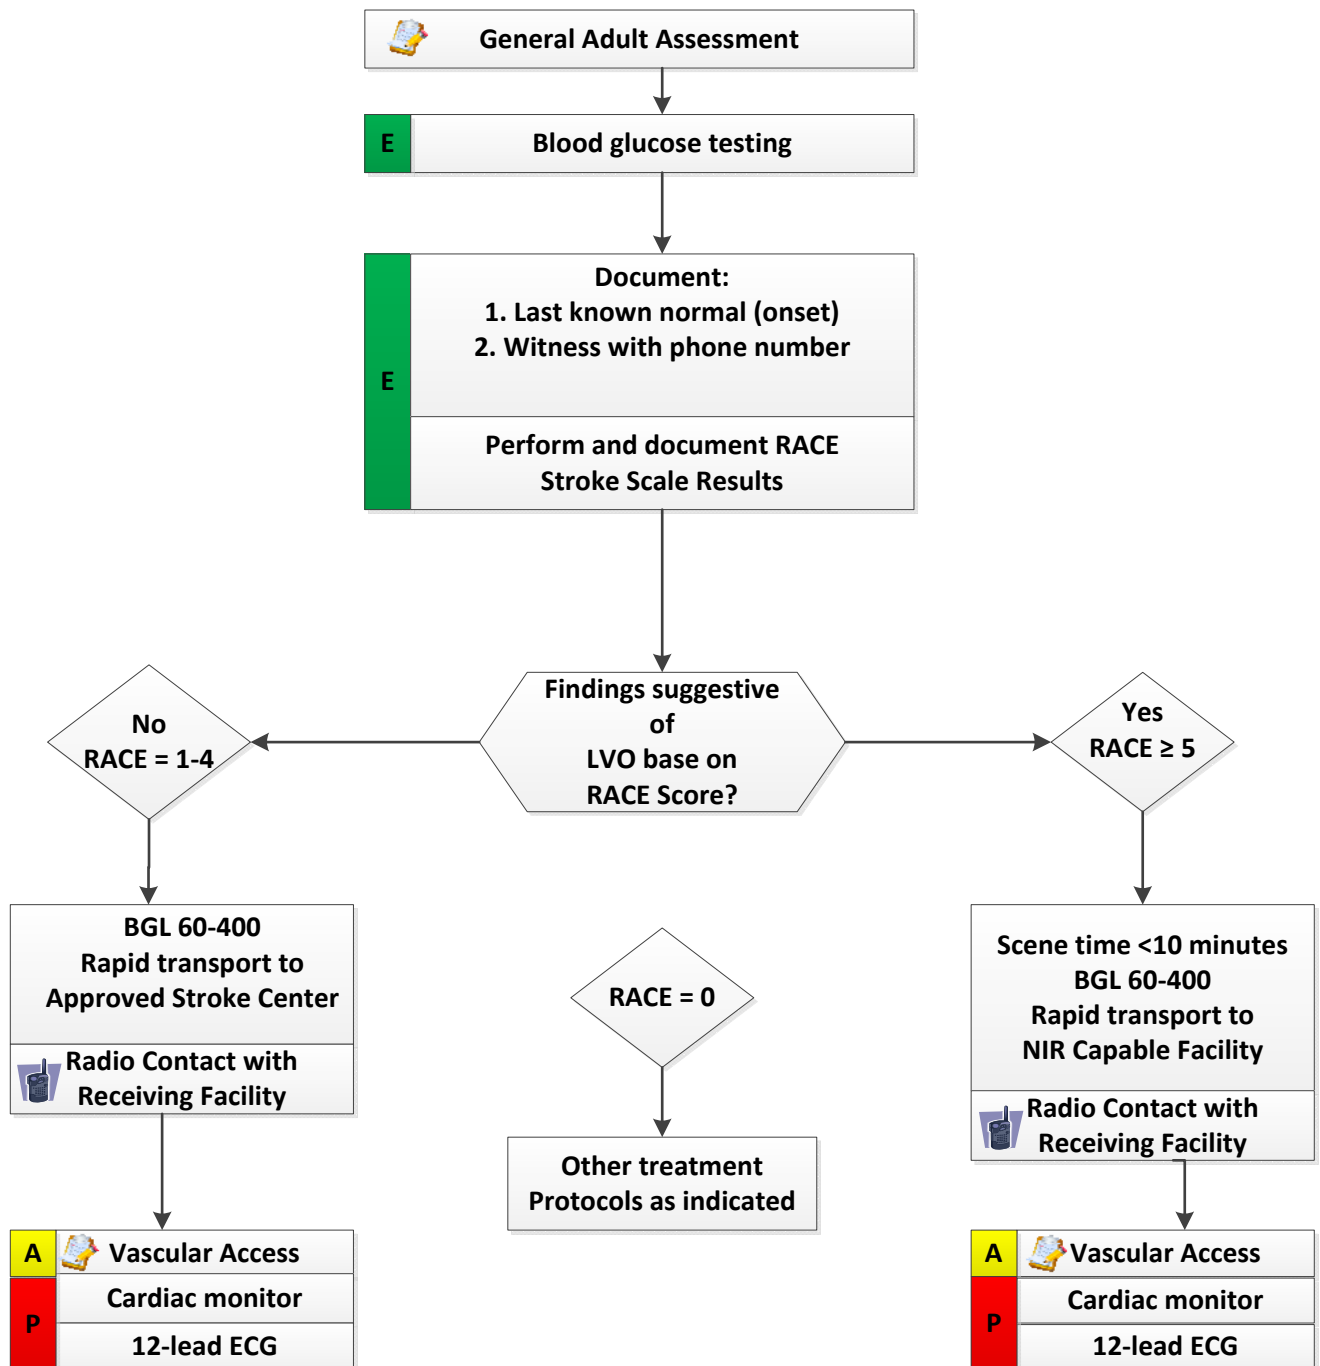 General Adult Assessment
E
Blood glucose testing
E
Document:
1. Last known normal (onset)
2. Witness with phone number
Perform and document RACE
Stroke Scale Results
Findings suggestive
of
LVO base on
RACE Score?
No
RACE = 1-4
Yes
RACE ≥ 5
BGL 60-400
Rapid transport to
Approved Stroke Center
Radio Contact with
Receiving Facility
RACE = 0
Other treatment
Protocols as indicated
Scene time <10 minutes
BGL 60-400
Rapid transport to
NIR Capable Facility
Radio Contact with
Receiving Facility
A
Vascular Access
P
Cardiac monitor
12-lead ECG
A
Vascular Access
P
Cardiac monitor
12-lead ECG